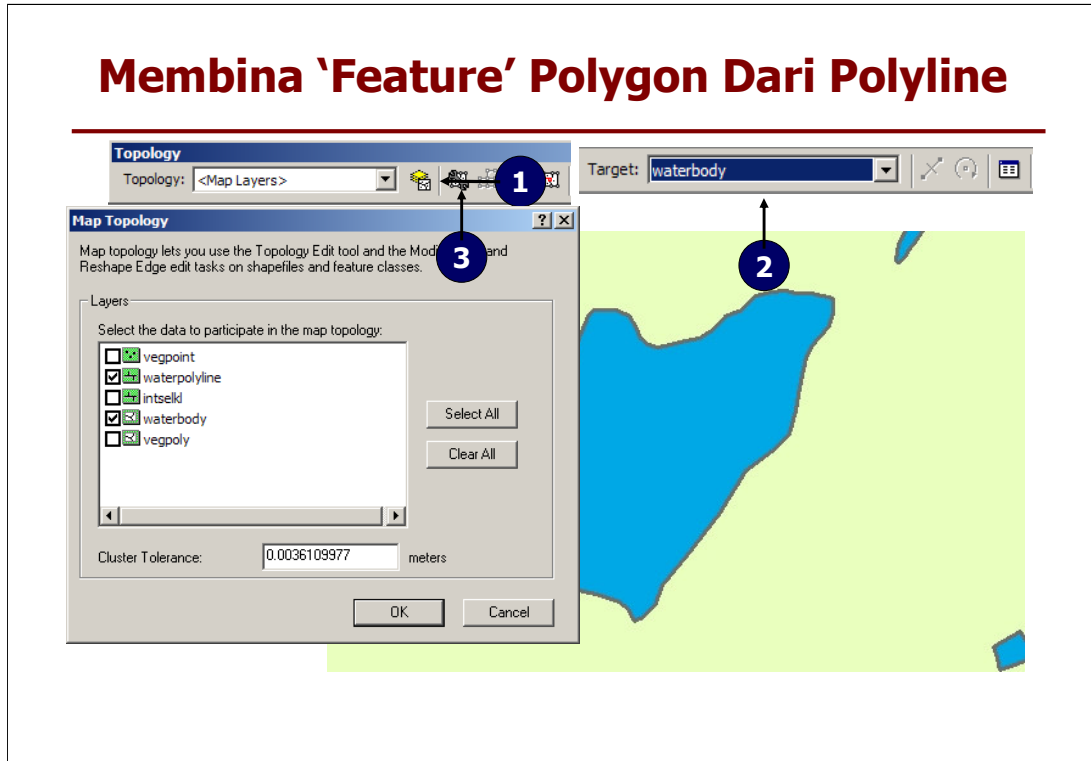 Membina ‘Feature’ Polygon Dari Polyline
Topology
Topology: <Map Layers>
1
Target: waterbody
2
3
Map Topology
Map topology lets you use the Topology Edit tool and the and
Reshape Edge edit tasks on shapefiles and feature classes.
Layers
Select the data to participate in the map topology:
vegpoint
waterpolyline
intselkl
waterbody
vegpoly
Select All
Clear All
Cluster Tolerance: 0.0036109977 meters
OK Cancel